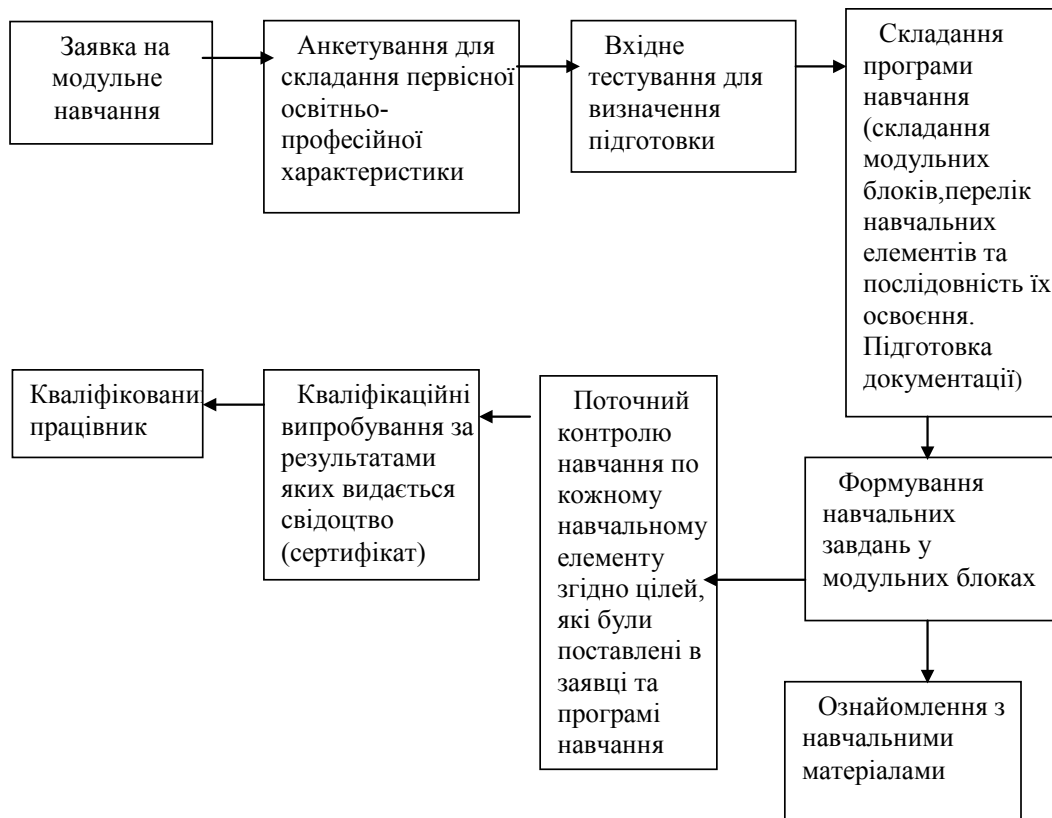 Заявка на
модульне
навчання
Анкетування для
складання первісної
освітньо-
професійної
характеристики
Вхідне
тестування для
визначення
підготовки
Складання
програми
навчання
(складання
модульних
блоків,перелік
навчальних
елементів та
послідовність їх
освоєння.
Підготовка
документації)
Формування
навчальних
завдань у
модульних блоках
Ознайомлення з
навчальними
матеріалами
Поточний
контролю
навчання по
кожному
навчальному
елементу
згідно цілей,
які були
поставлені в
заявці та
програмі
навчання
Кваліфікаційні
випробування за
результатами
яких видається
свідоцтво
(сертифікат)
Кваліфікований
працівник